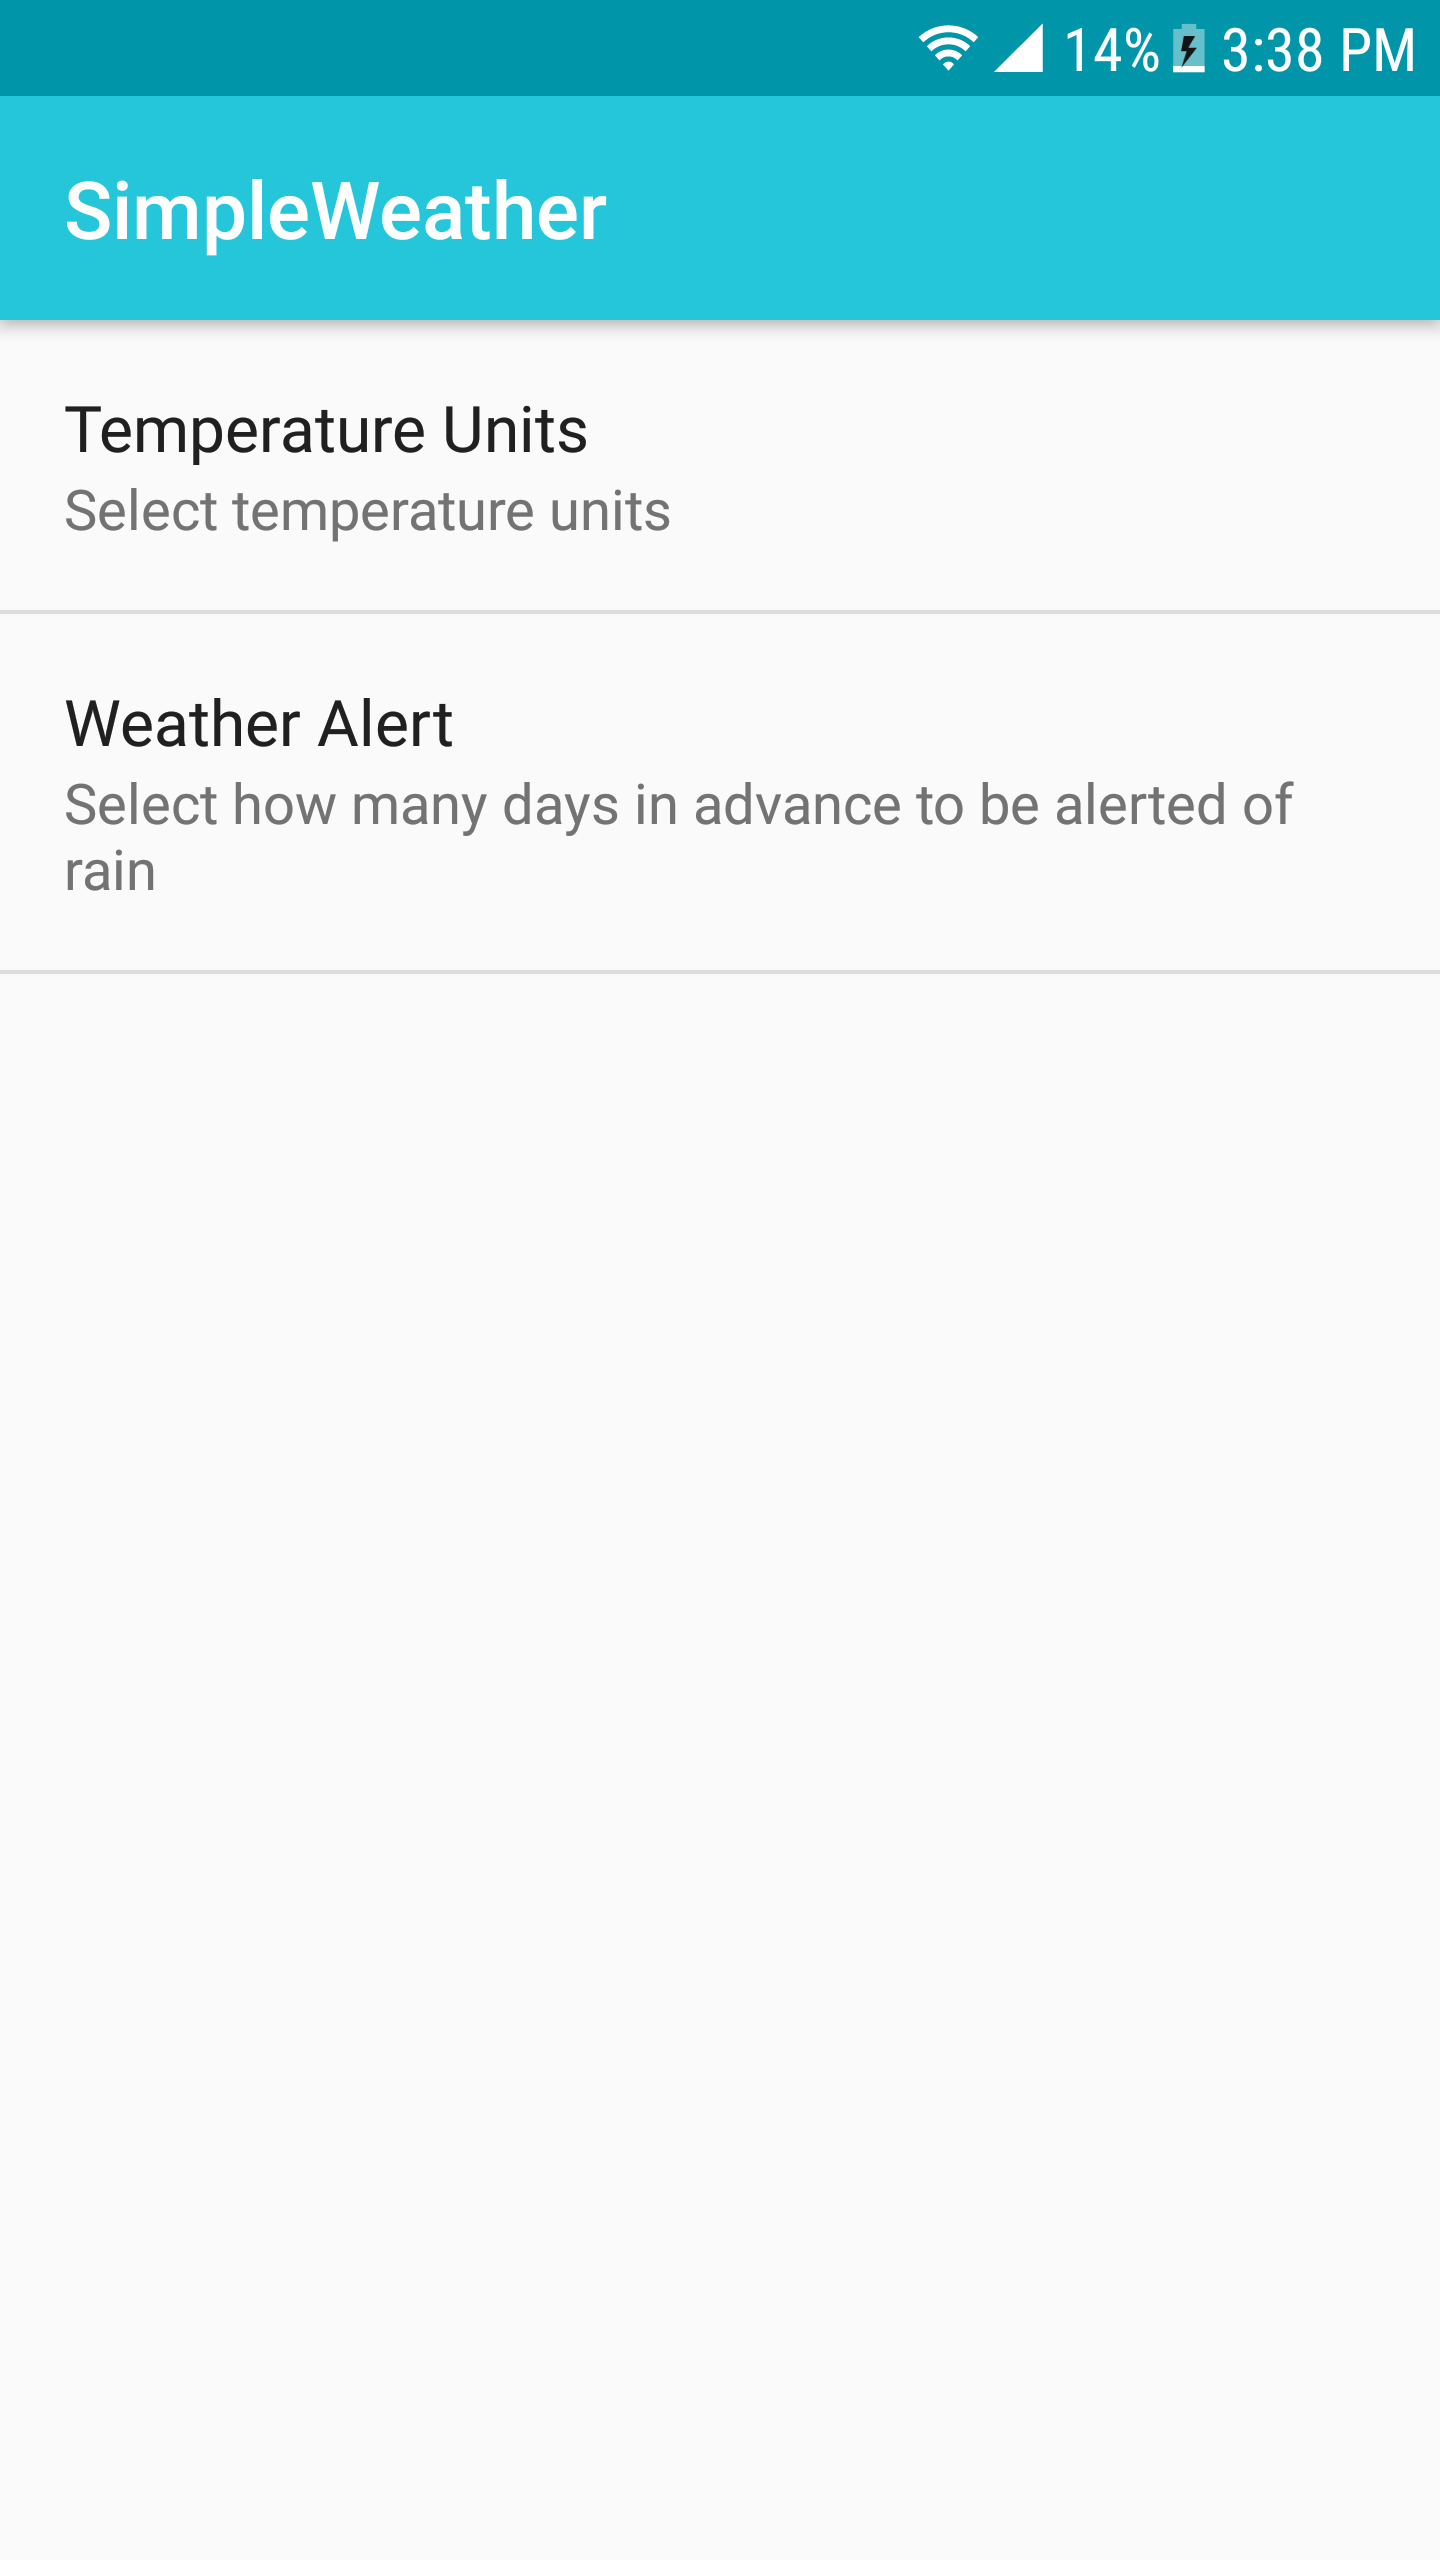 14% 3:38 PM
SimpleWeather
Temperature Units
Select temperature units
Weather Alert
Select how many days in advance to be alerted of
rain